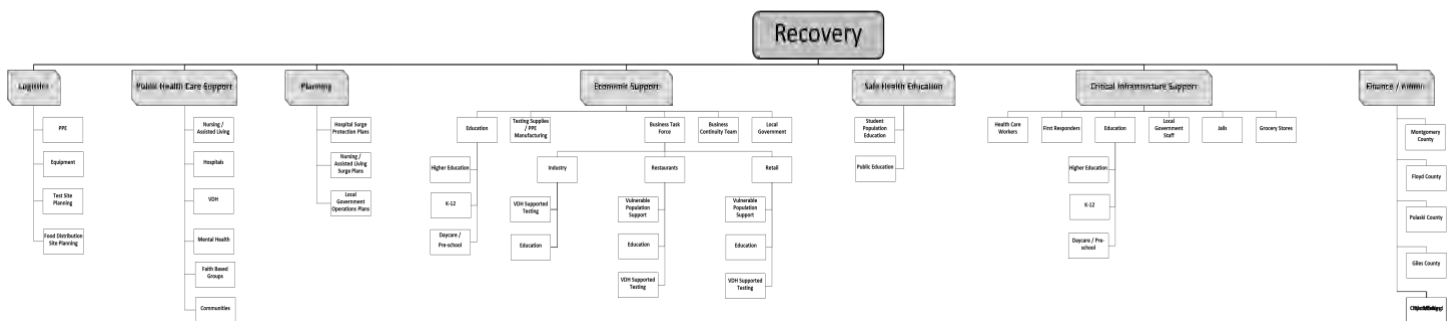 Recovery
Logistics
Public Health Care Support
Planning
Economic Support
Safe Health Education
Critical Infrastructure Support
Finance / Admin
PPE
Equipment
Test Site
Planning
Food Distribution
Site Planning
Nursing /
Assisted Living
Hospitals
VDH
Mental Health
Faith Based
Groups
Communities
Hospital Surge
Protection Plans
Nursing /
Assisted Living
Surge Plans
Local
Government
Operations Plans
Education
Testing Supplies
/ PPE
Manufacturing
Business Task
Force
Business
Continuity Team
Local
Government
Higher Education
K-12
Daycare /
Pre-school
Industry
VDH Supported
Testing
Education
Restaurants
Vulnerable
Population
Support
Education
VDH Supported
Testing
Retail
Vulnerable
Population
Support
Education
VDH Supported
Testing
Student
Population
Education
Public Education
Health Care
Workers
First Responders
Education
Local
Government
Staff
Jails
Grocery Stores
Higher Education
K-12
Daycare / Pre-
school
Montgomery
County
Floyd County
Pulaski County
Giles County